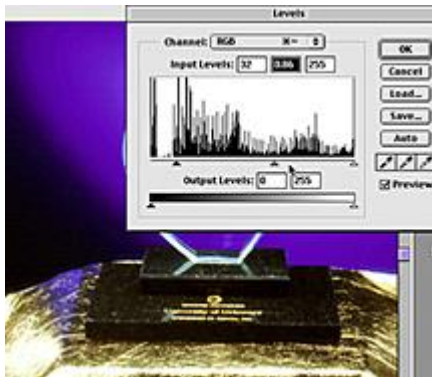 Levels
Channel: RGB ⌘~
Input Levels: 32 0.86 255
Output Levels: 0 255
OK
Cancel
Load...
Save...
Auto
Preview